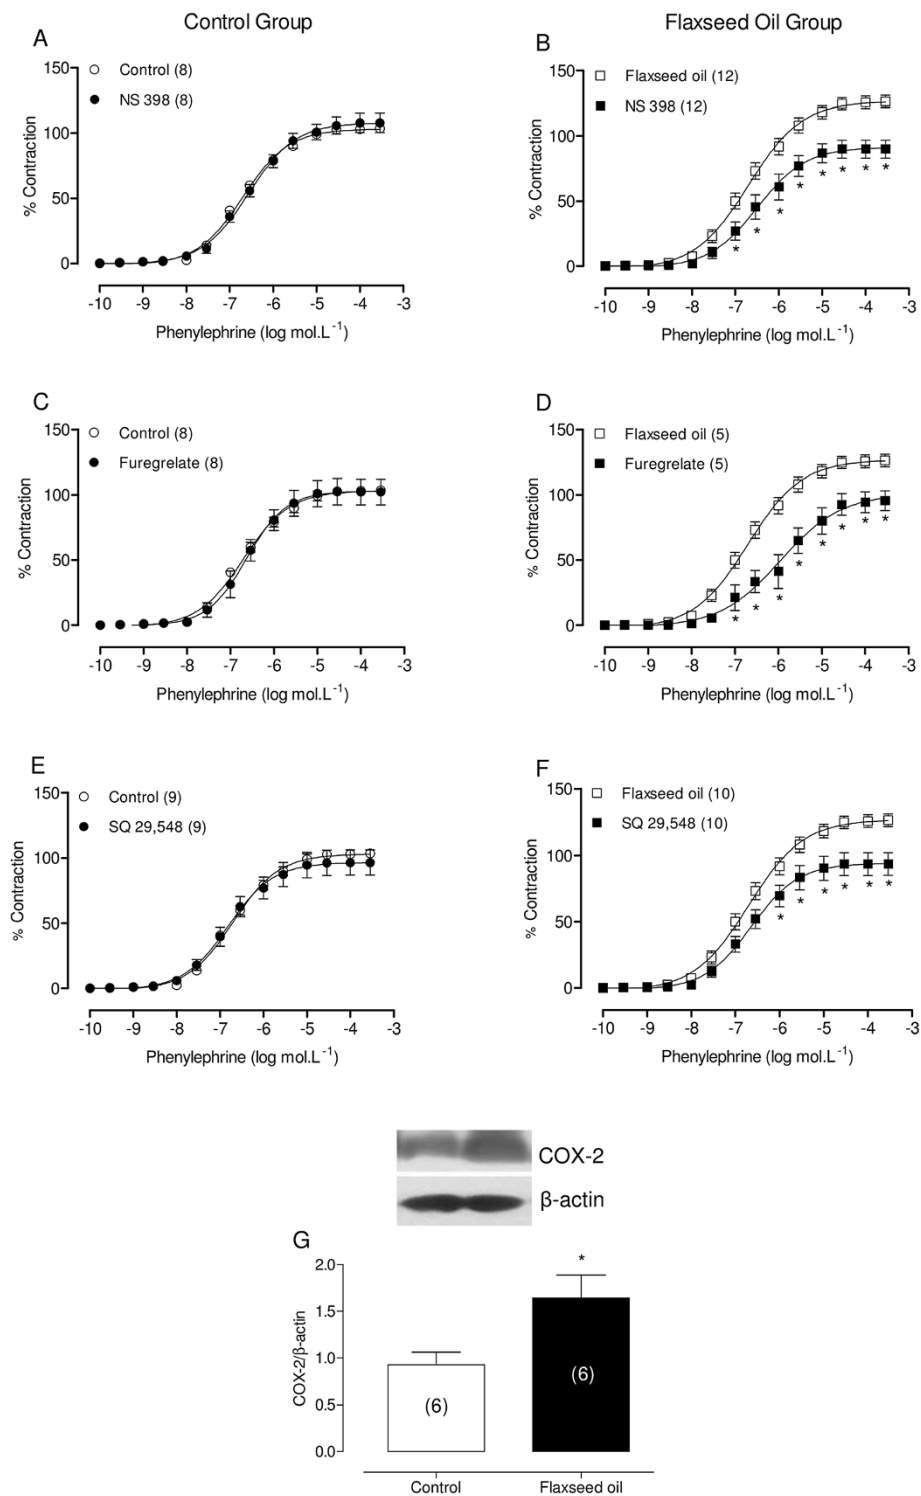 Control Group
Flaxseed Oil Group
A
Control (8)
NS 398 (8)
% Contraction
150
100
50
0
-10 -9 -8 -7 -6 -5 -4 -3
Phenylephrine (log mol.L⁻¹)
B
Flaxseed oil (12)
NS 398 (12)
% Contraction
150
100
50
0
* * * * * * * *
-10 -9 -8 -7 -6 -5 -4 -3
Phenylephrine (log mol.L⁻¹)
C
Control (8)
Furegrelate (8)
% Contraction
150
100
50
0
-10 -9 -8 -7 -6 -5 -4 -3
Phenylephrine (log mol.L⁻¹)
D
Flaxseed oil (5)
Furegrelate (5)
% Contraction
150
100
50
0
* * * * * * * *
-10 -9 -8 -7 -6 -5 -4 -3
Phenylephrine (log mol.L⁻¹)
E
Control (9)
SQ 29,548 (9)
% Contraction
150
100
50
0
-10 -9 -8 -7 -6 -5 -4 -3
Phenylephrine (log mol.L⁻¹)
F
Flaxseed oil (10)
SQ 29,548 (10)
% Contraction
150
100
50
0
* * * * * *
-10 -9 -8 -7 -6 -5 -4 -3
Phenylephrine (log mol.L⁻¹)
COX-2
β-actin
G
COX-2/β-actin
2.0
1.5
1.0
0.5
0.0
*
(6)
(6)
Control
Flaxseed oil